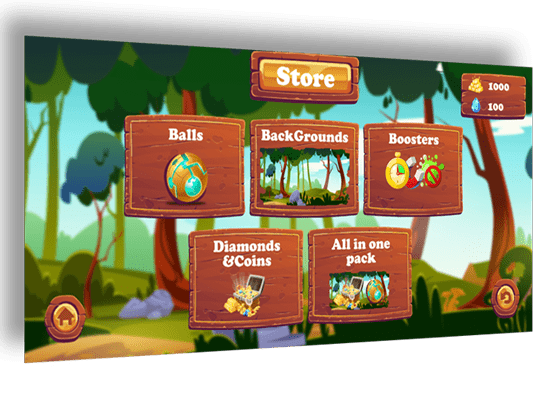 Store
1000
100
Balls
BackGrounds
Boosters
Diamonds
&Coins
All in one
pack